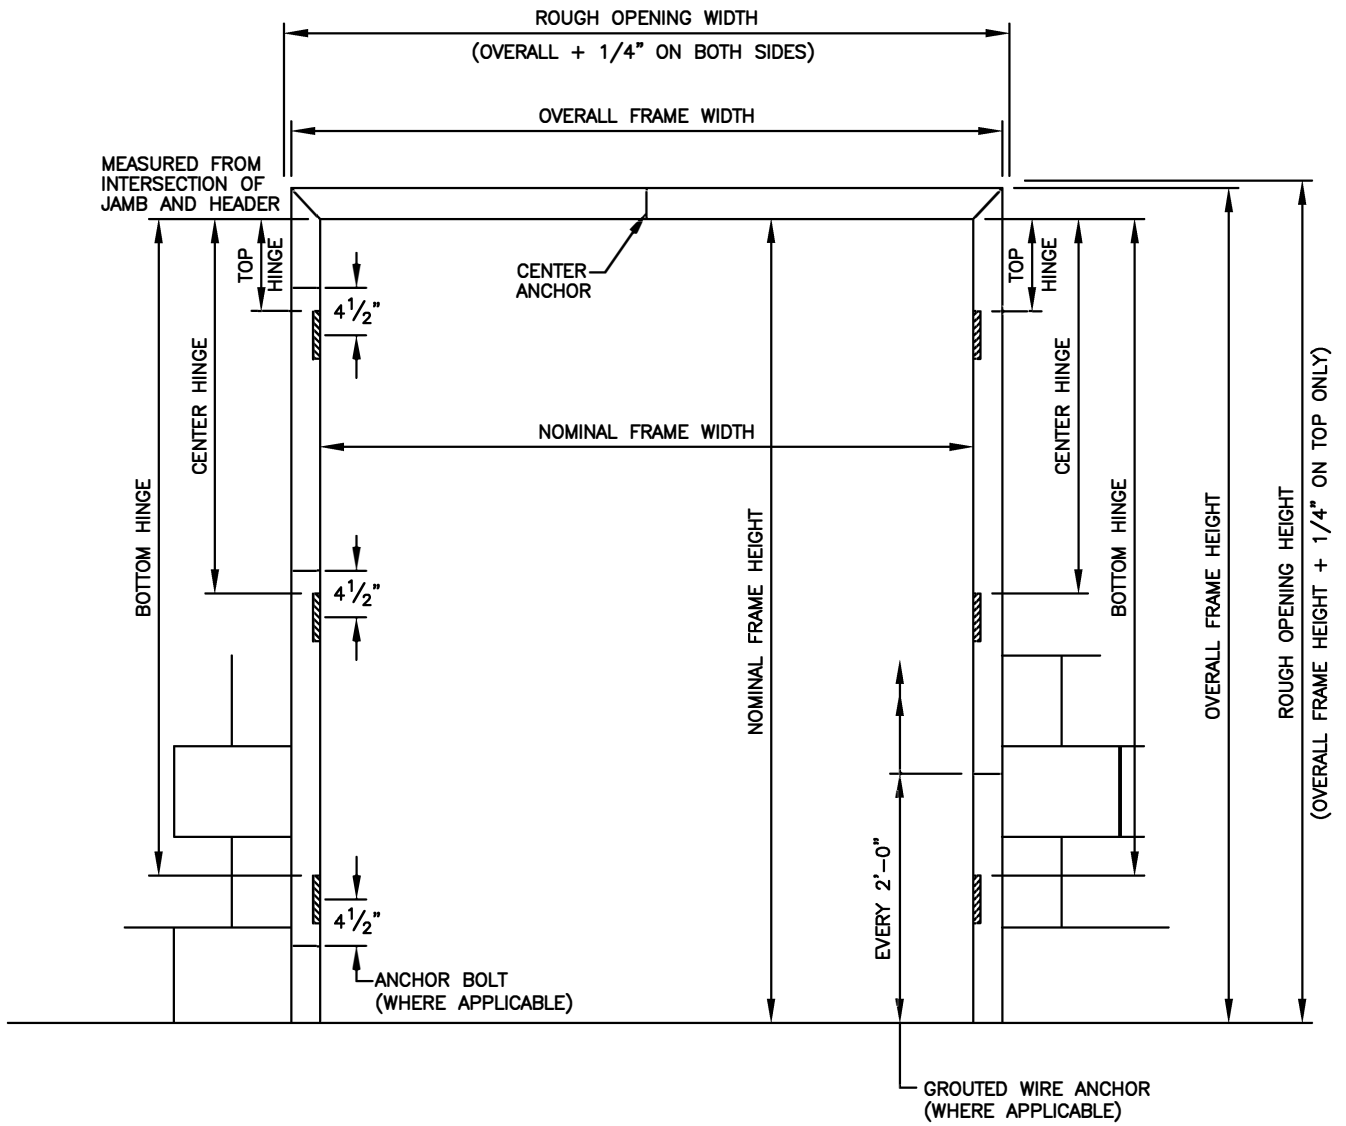 ROUGH OPENING WIDTH
(OVERALL + 1/4" ON BOTH SIDES)
OVERALL FRAME WIDTH
MEASURED FROM
INTERSECTION OF
JAMB AND HEADER
TOP
HINGE
CENTER
ANCHOR
TOP
HINGE
4 1/2"
CENTER HINGE
CENTER HINGE
NOMINAL FRAME WIDTH
BOTTOM HINGE
BOTTOM HINGE
4 1/2"
NOMINAL FRAME HEIGHT
OVERALL FRAME HEIGHT
ROUGH OPENING HEIGHT
(OVERALL FRAME HEIGHT + 1/4" ON TOP ONLY)
EVERY 2'-0"
4 1/2"
ANCHOR BOLT
(WHERE APPLICABLE)
GROUTED WIRE ANCHOR
(WHERE APPLICABLE)